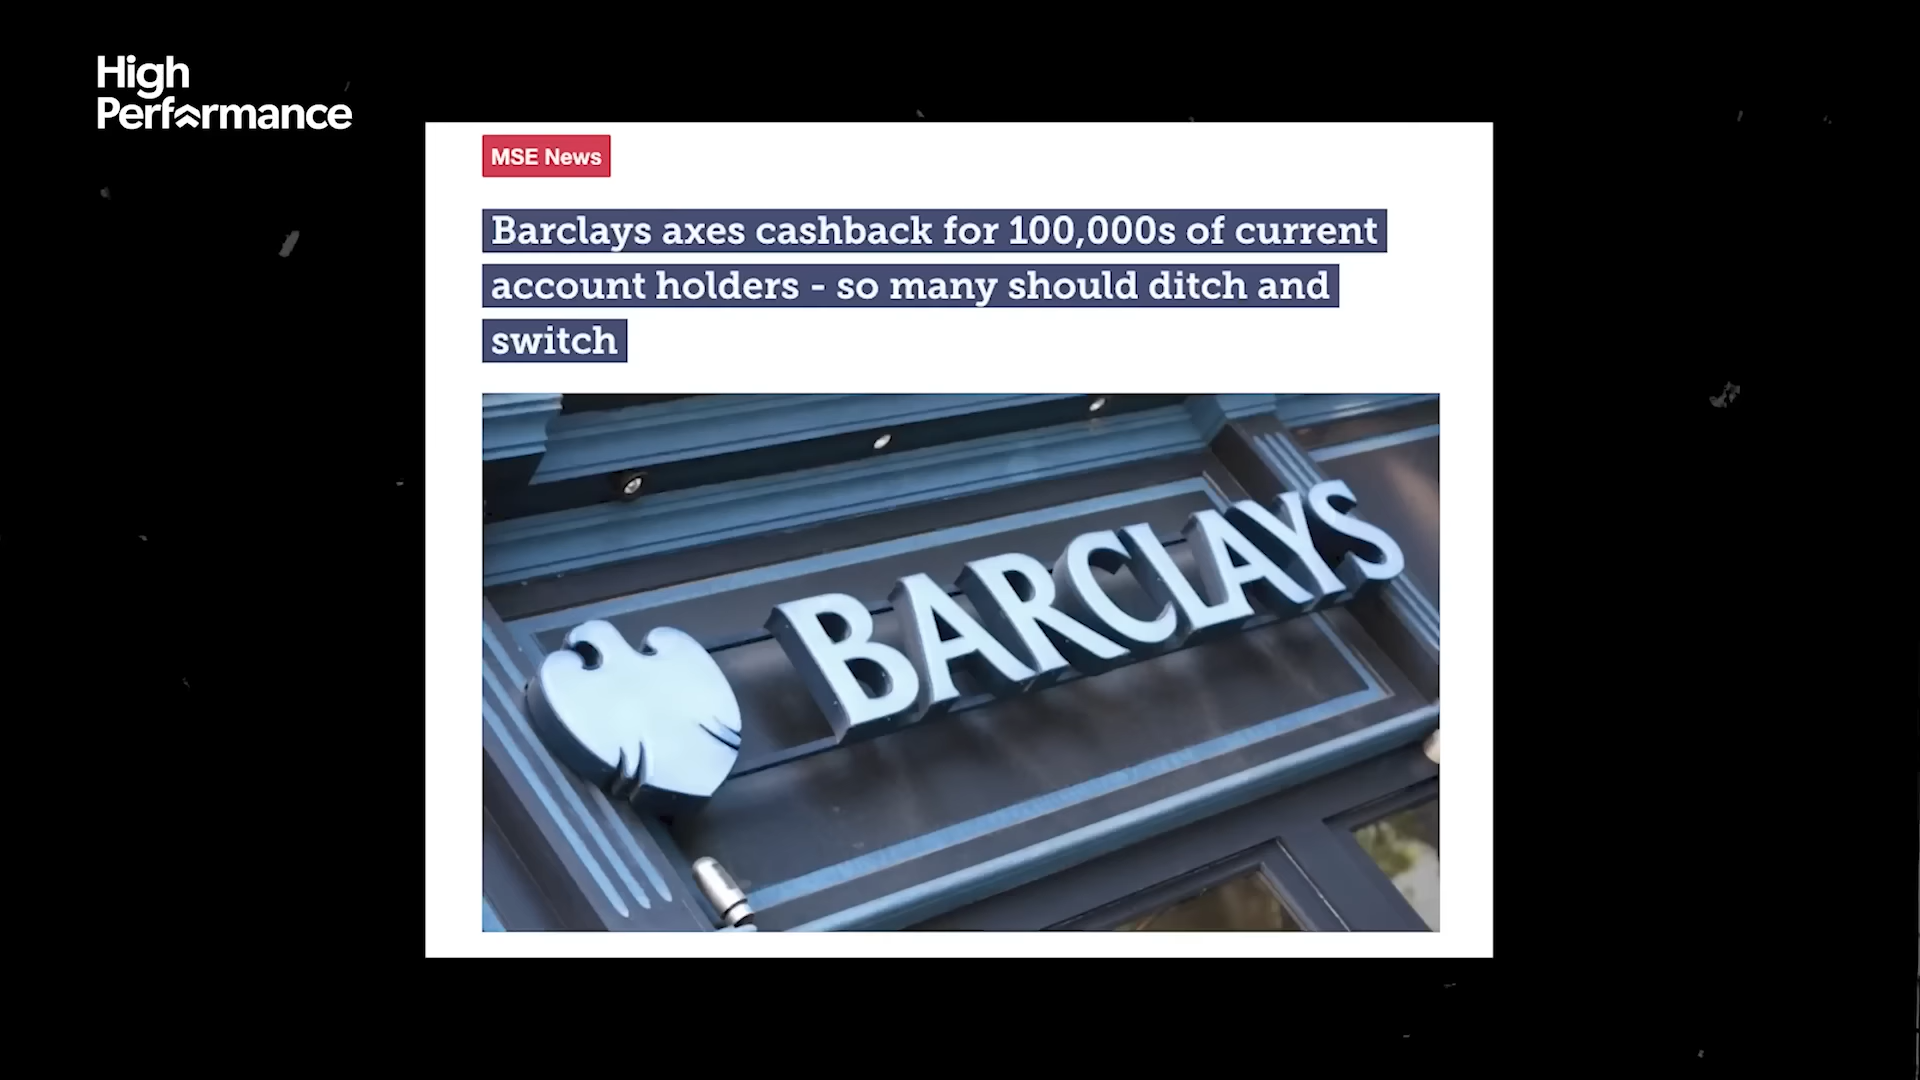 High
Performance
MSE News
Barclays axes cashback for 100,000s of current
account holders - so many should ditch and
switch
BARCLAYS